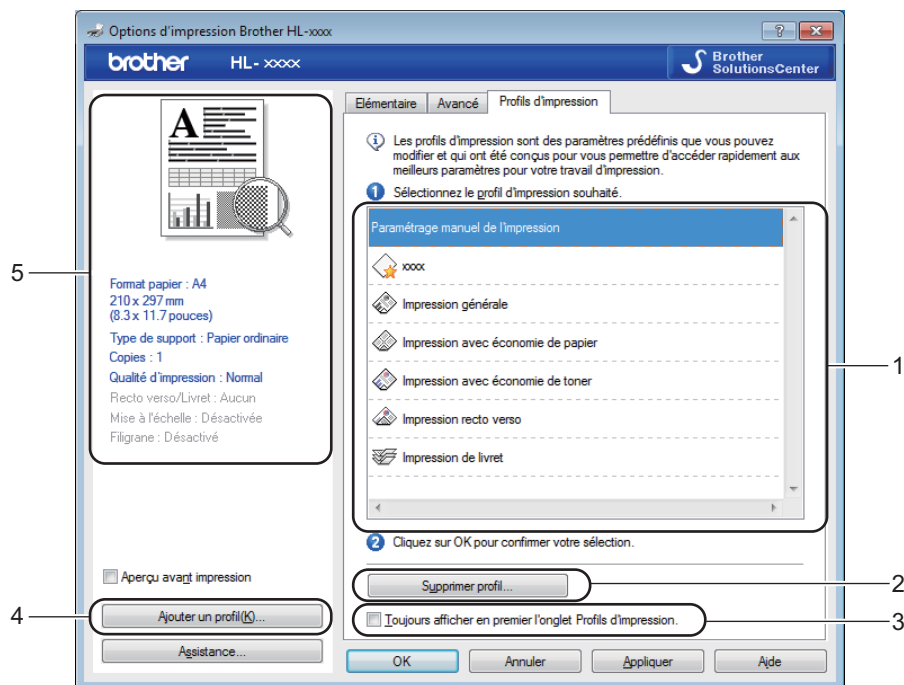 Options d'impression Brother HL-xxxx
brother HL- xxxx
Brother
SolutionsCenter
Elémentaire Avancé Profils d'impression
Les profils d'impression sont des paramètres prédéfinis que vous pouvez
modifier et qui ont été conçus pour vous permettre d'accéder rapidement aux
meilleurs paramètres pour votre travail d'impression.
1 Sélectionnez le profil d'impression souhaité.
Paramétrage manuel de l'impression
xxxx
Impression générale
Impression avec économie de papier
Impression avec économie de toner
Impression recto verso
Impression de livret
2 Cliquez sur OK pour confirmer votre sélection.
Supprimer profil...
Toujours afficher en premier l'onglet Profils d'impression.
OK Annuler Appliquer Aide
A
Format papier : A4
210 x 297 mm
(8.3 x 11.7 pouces)
Type de support : Papier ordinaire
Copies : 1
Qualité d'impression : Normal
Recto verso/Livret : Aucun
Mise à l'échelle : Désactivée
Filigrane : Désactivé
Aperçu avant impression
Ajouter un profil(K)...
Assistance...
1
2
3
4
5